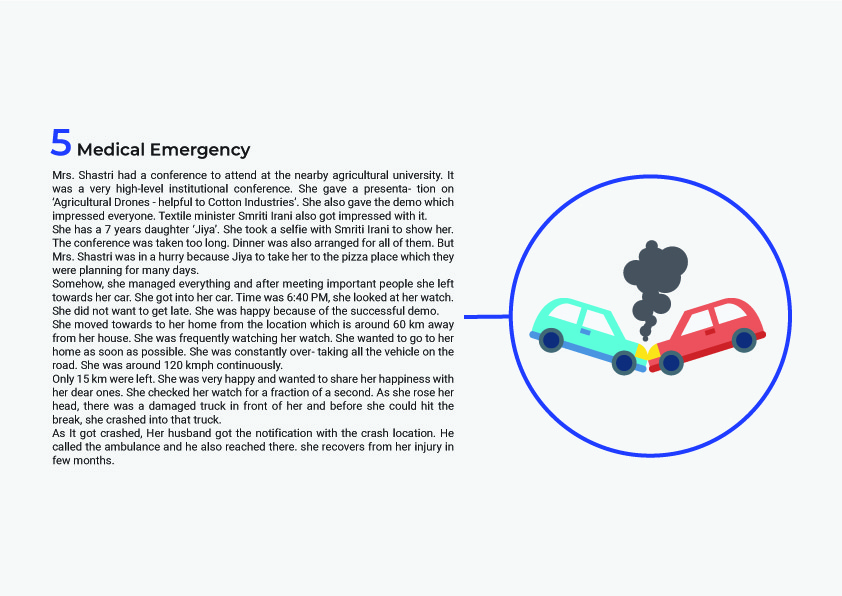 5 Medical Emergency
Mrs. Shastri had a conference to attend at the nearby agricultural university. It
was a very high-level institutional conference. She gave a presenta- tion on
‘Agricultural Drones - helpful to Cotton Industries’. She also gave the demo which
impressed everyone. Textile minister Smriti Irani also got impressed with it.
She has a 7 years daughter ‘Jiya’. She took a selfie with Smriti Irani to show her.
The conference was taken too long. Dinner was also arranged for all of them. But
Mrs. Shastri was in a hurry because Jiya to take her to the pizza place which they
were planning for many days.
Somehow, she managed everything and after meeting important people she left
towards her car. She got into her car. Time was 6:40 PM, she looked at her watch.
She did not want to get late. She was happy because of the successful demo.
She moved towards to her home from the location which is around 60 km away
from her house. She was frequently watching her watch. She wanted to go to her
home as soon as possible. She was constantly over- taking all the vehicle on the
road. She was around 120 kmph continuously.
Only 15 km were left. She was very happy and wanted to share her happiness with
her dear ones. She checked her watch for a fraction of a second. As she rose her
head, there was a damaged truck in front of her and before she could hit the
break, she crashed into that truck.
As It got crashed, Her husband got the notification with the crash location. He
called the ambulance and he also reached there. she recovers from her injury in
few months.